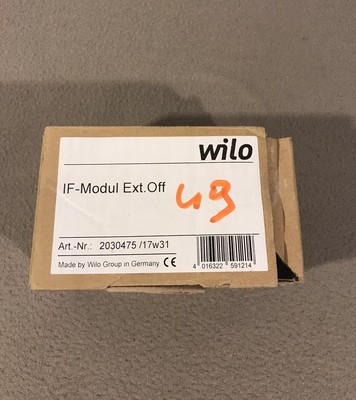 wilo
IF-Modul Ext.Off
49
Art.-Nr.: 2030475 /17w31
Made by Wilo Group in Germany CE
4 016322 591214